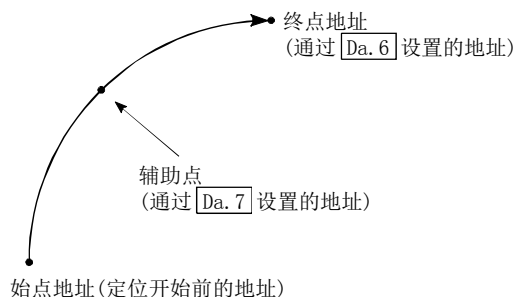 终点地址
(通过 Da.6 设置的地址)
辅助点
(通过 Da.7 设置的地址)
始点地址(定位开始前的地址)